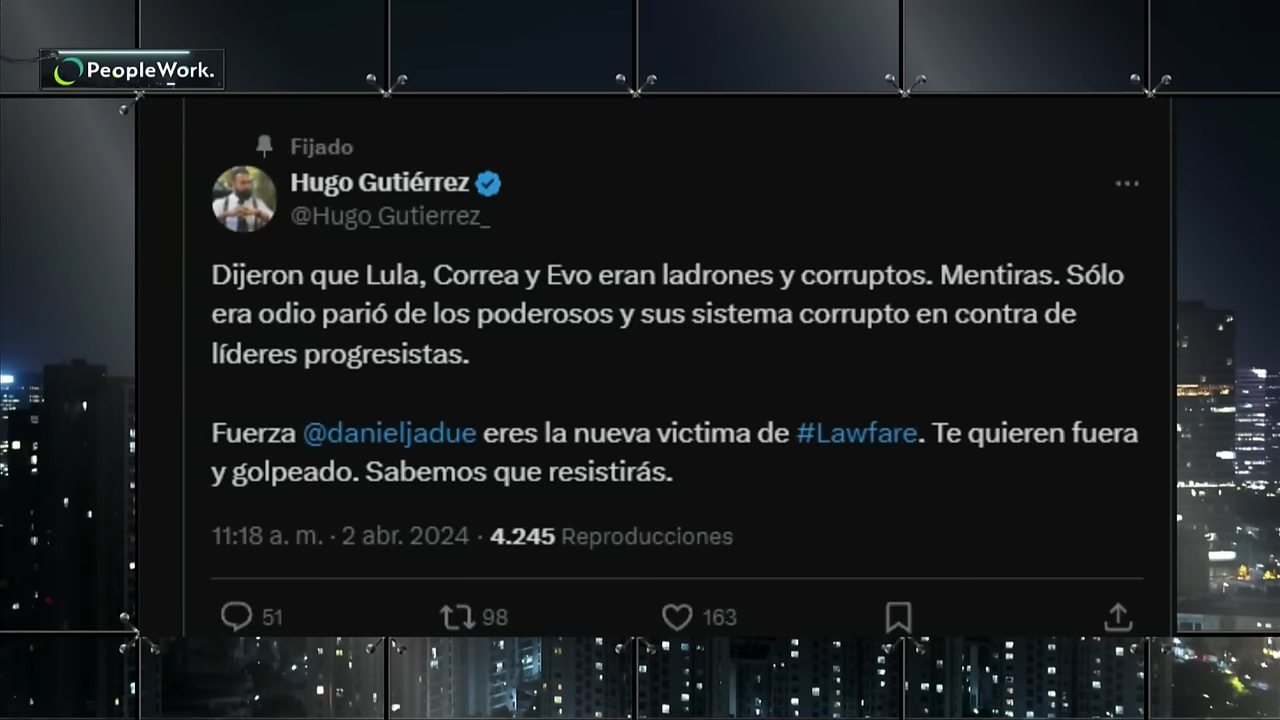 PeopleWork.
Fijado
Hugo Gutiérrez
@Hugo_Gutierrez_
Dijeron que Lula, Correa y Evo eran ladrones y corruptos. Mentiras. Sólo
era odio parió de los poderosos y sus sistema corrupto en contra de
líderes progresistas.
Fuerza @danieljadue eres la nueva victima de #Lawfare. Te quieren fuera
y golpeado. Sabemos que resistirás.
11:18 a. m. · 2 abr. 2024 · 4.245 Reproducciones
51 98 163